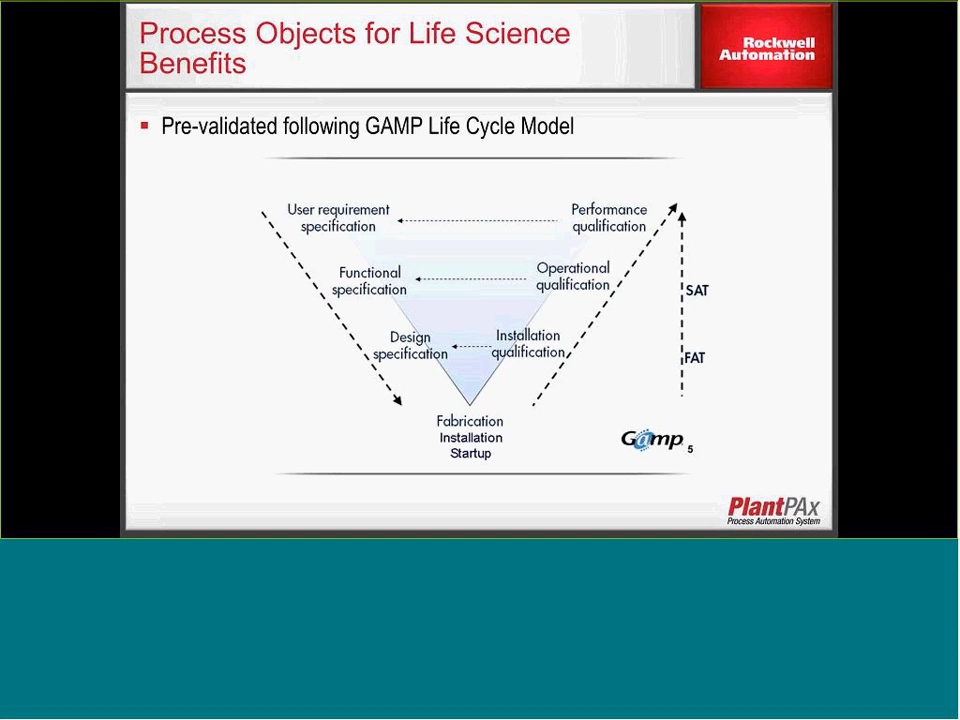 Process Objects for Life Science
Benefits
Rockwell
Automation
Pre-validated following GAMP Life Cycle Model
User requirement
specification
Performance
qualification
Functional
specification
Operational
qualification
SAT
Design
specification
Installation
qualification
FAT
Fabrication
Installation
Startup
Gamp 5
PlantPAx
Process Automation System